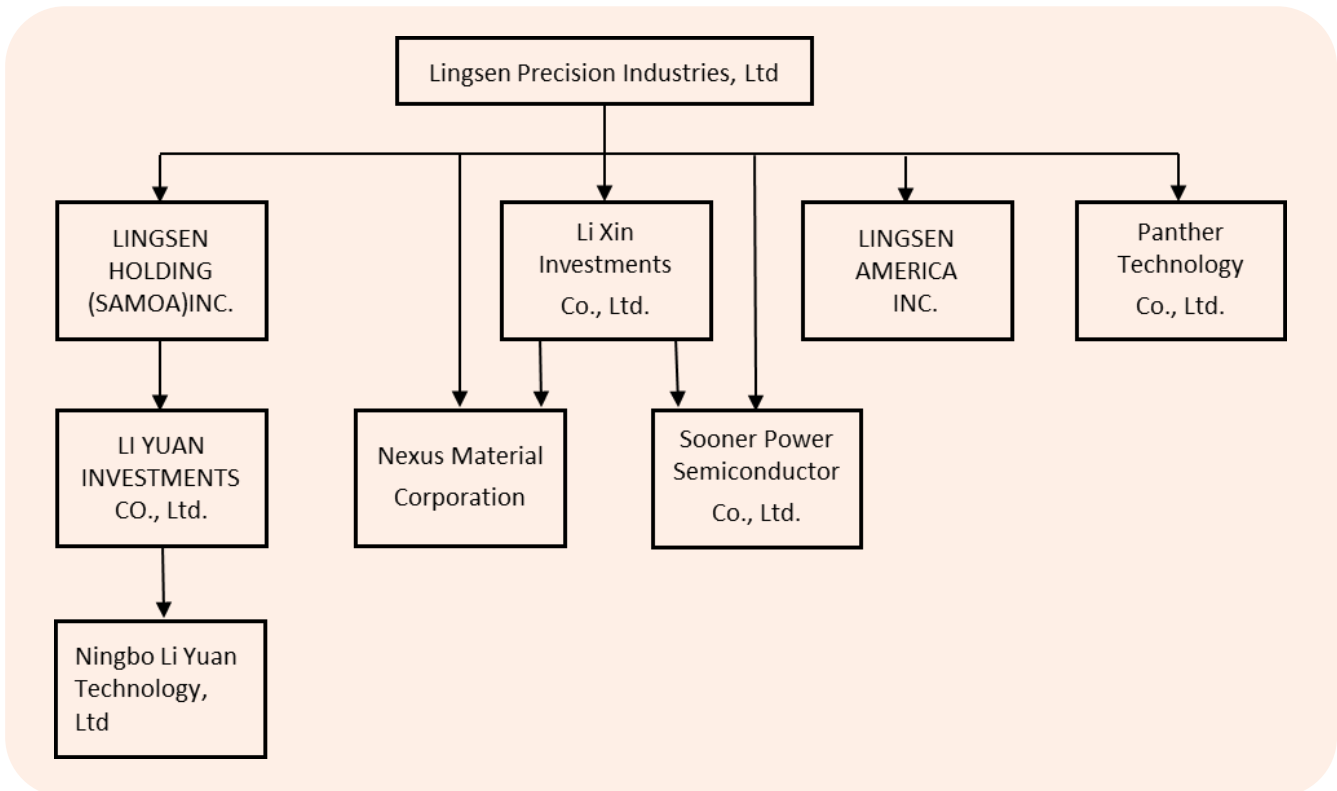 Lingsen Precision Industries, Ltd
LINGSEN
HOLDING
(SAMOA)INC.
Li Xin
Investments
Co., Ltd.
LINGSEN
AMERICA
INC.
Panther
Technology
Co., Ltd.
LI YUAN
INVESTMENTS
CO., Ltd.
Nexus Material
Corporation
Sooner Power
Semiconductor
Co., Ltd.
Ningbo Li Yuan
Technology,
Ltd